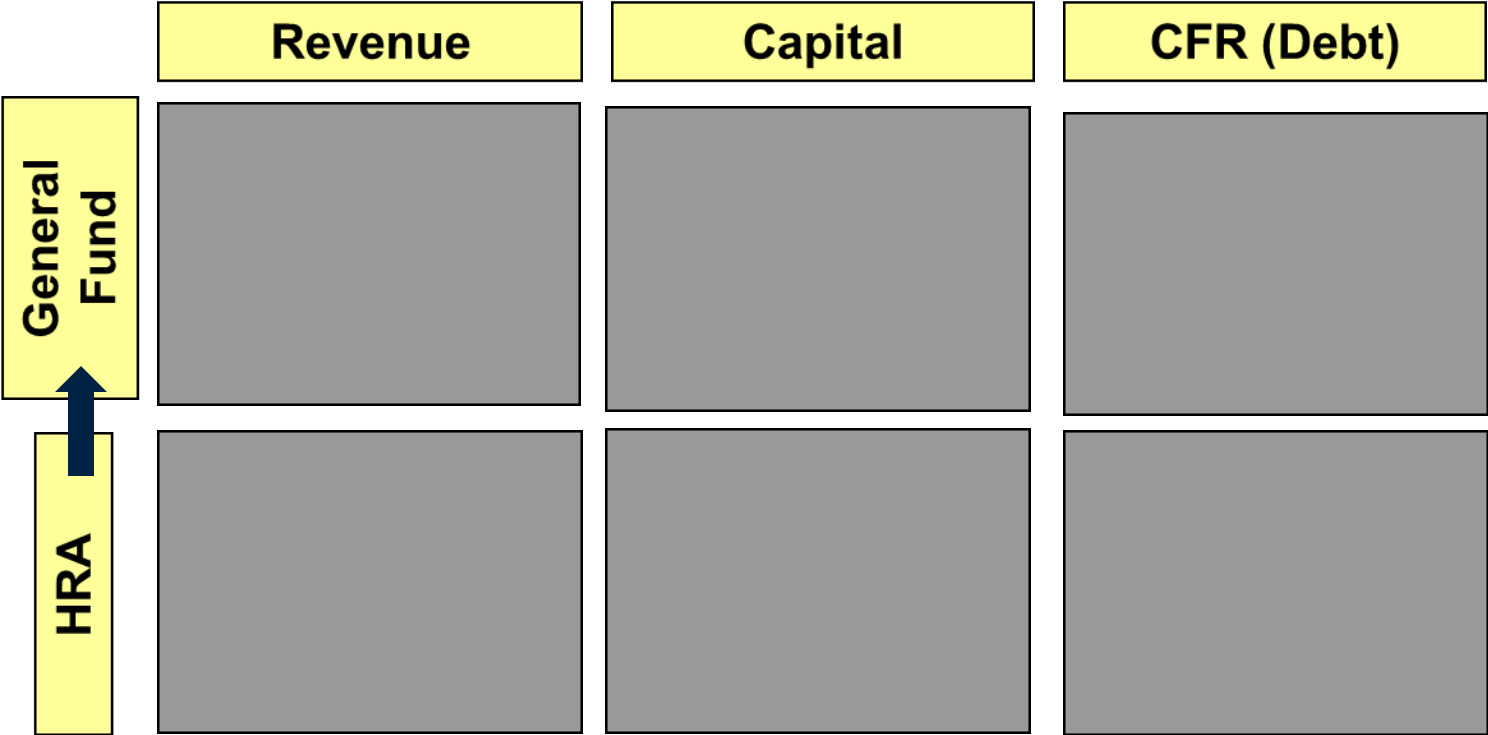 Revenue
Capital
CFR (Debt)
General
Fund
HRA